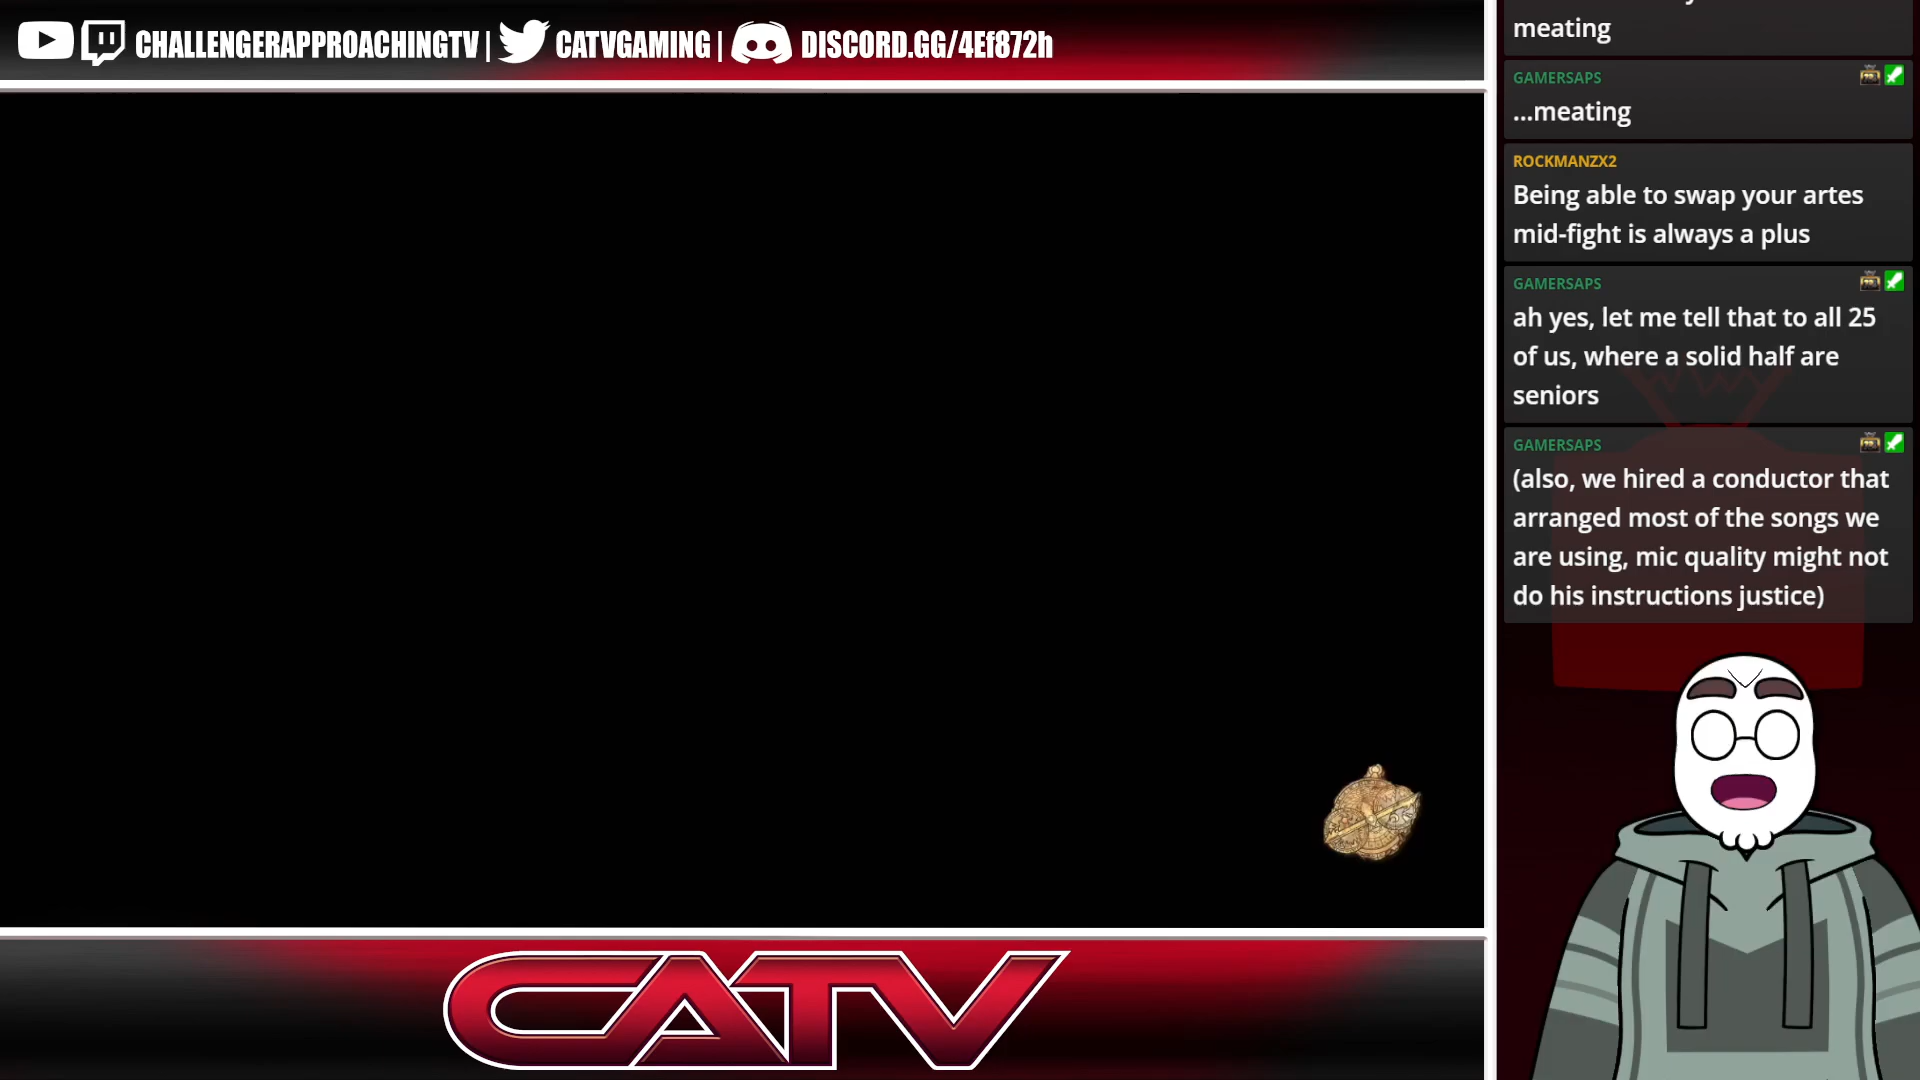 CHALLENGERAPPROACHINGTV | CATVGAMING | DISCORD.GG/4Ef872h
meating
GAMERSAPS
...meating
ROCKMANZX2
Being able to swap your artes
mid-fight is always a plus
GAMERSAPS
ah yes, let me tell that to all 25
of us, where a solid half are
seniors
GAMERSAPS
(also, we hired a conductor that
arranged most of the songs we
are using, mic quality might not
do his instructions justice)
CATV